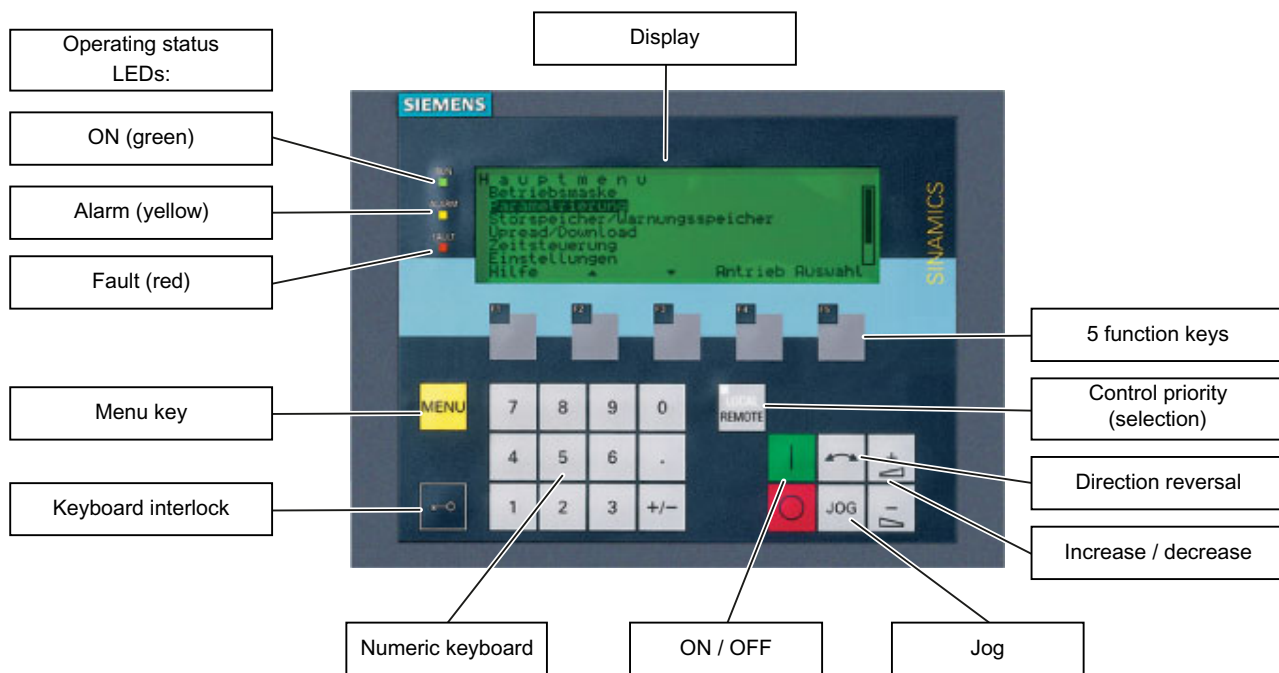 Operating status
LEDs:
Display
SIEMENS
ON (green)
RUN
Alarm (yellow)
ALARM
Fault (red)
FAULT
Hauptmenu
Betriebsmaske
Parametrierung
Störspeicher/Warnungsspeicher
Upread/Download
Zeitsteuerung
Einstellungen
Hilfe Antrieb Auswahl
SINAMICS
F1 F2 F3 F4 F5
5 function keys
Menu key
MENU
7 8 9 0
LOCAL
REMOTE
Control priority
(selection)
4 5 6 .
+
Direction reversal
Keyboard interlock
1 2 3 +/-
JOG
-
Increase / decrease
Numeric keyboard
ON / OFF
Jog